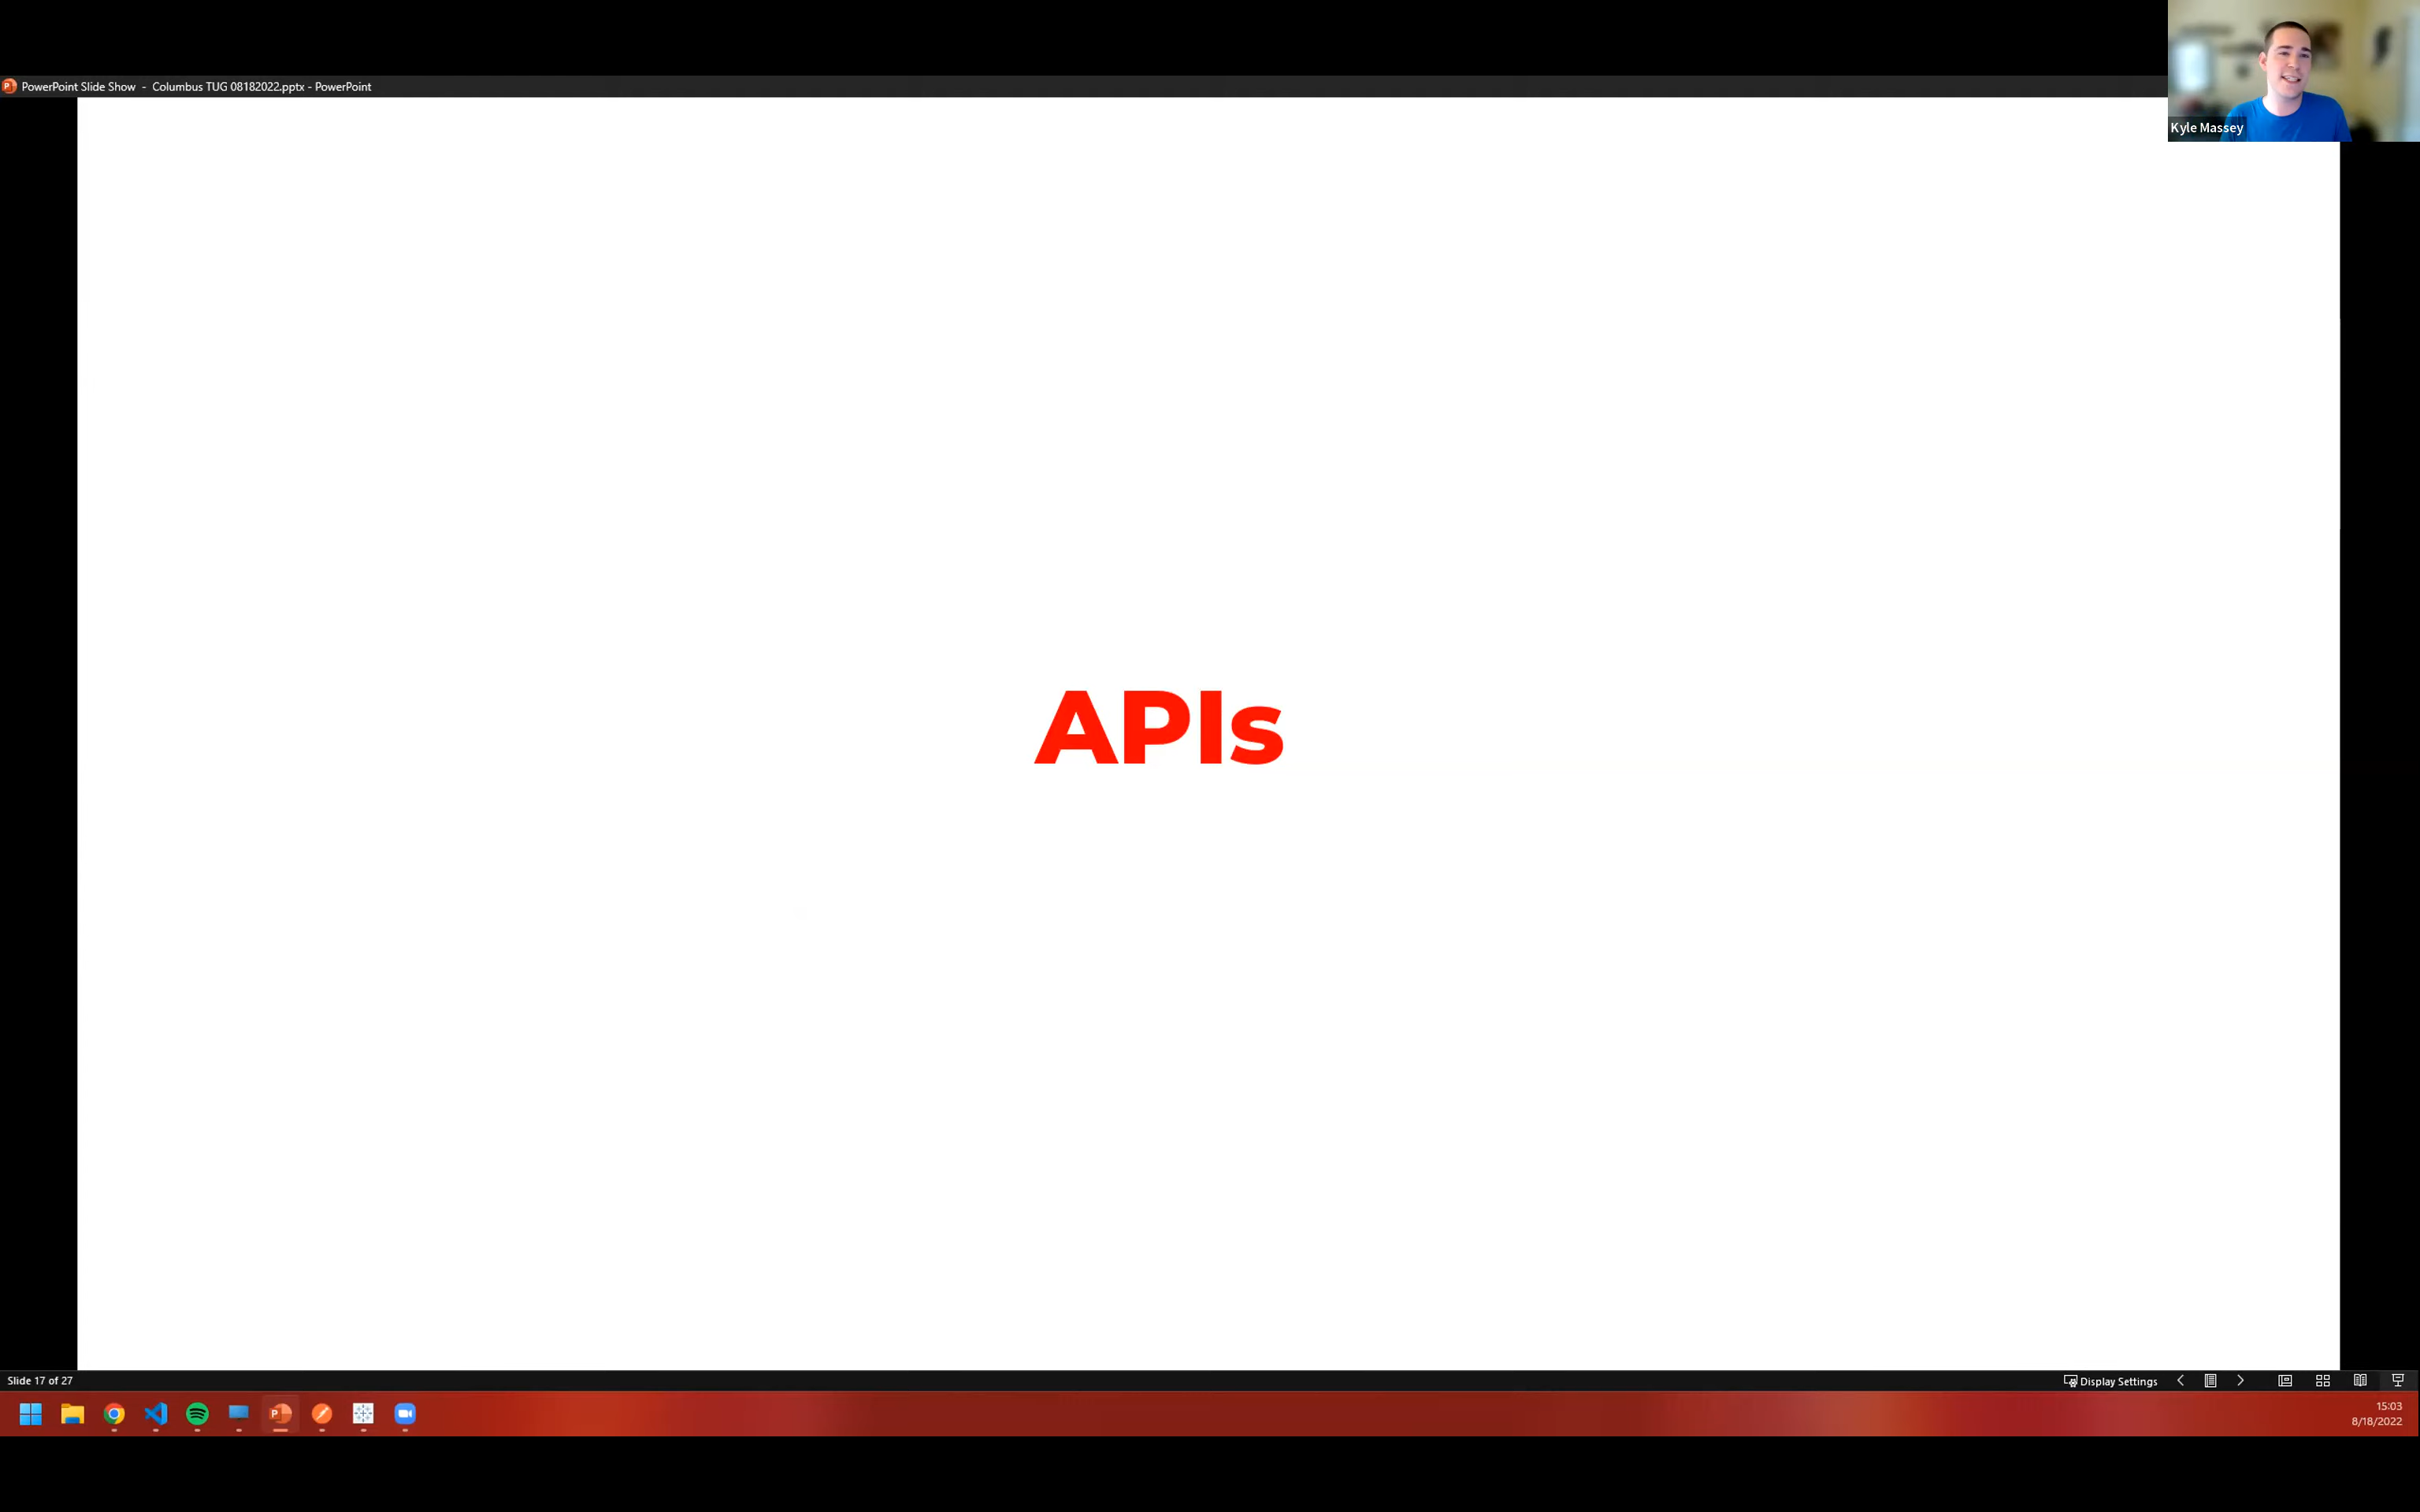 PowerPoint Slide Show - Columbus TUG 08182022.pptx - PowerPoint
Kyle Massey
APIs
Slide 17 of 27
Display Settings
15:03
8/18/2022